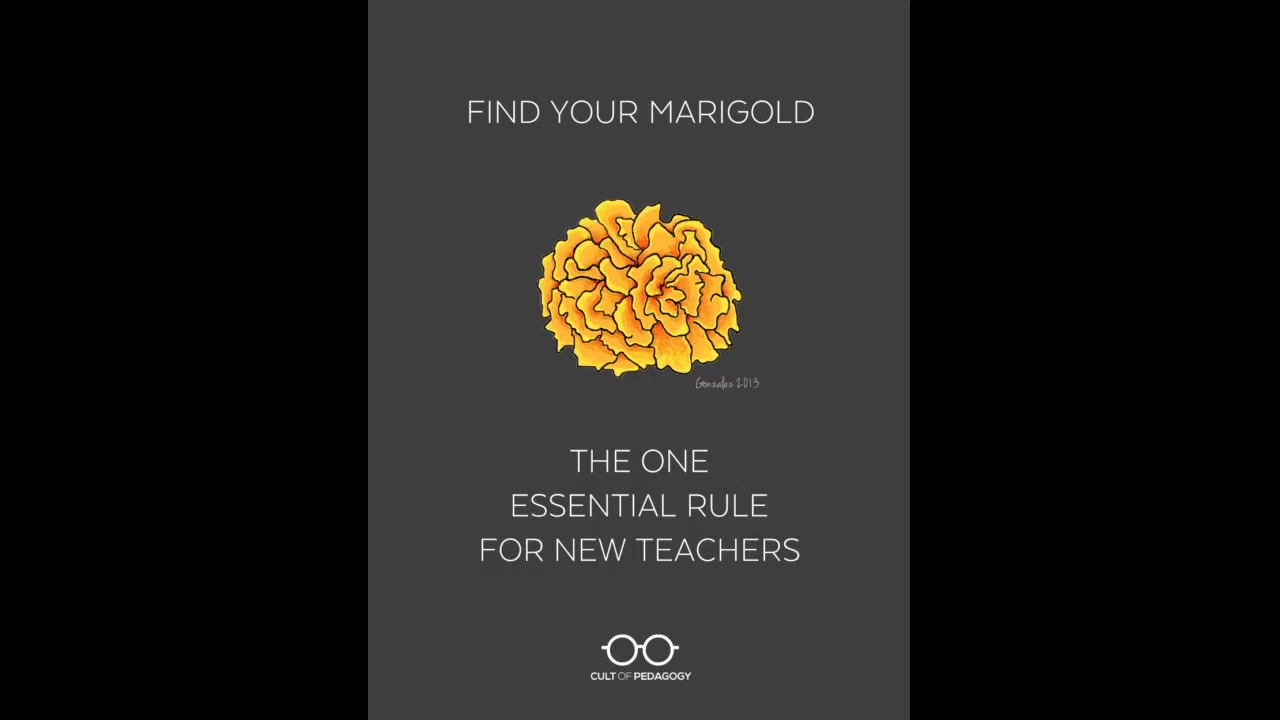 FIND YOUR MARIGOLD
Gonzalez 2013
THE ONE
ESSENTIAL RULE
FOR NEW TEACHERS
CULT OF PEDAGOGY